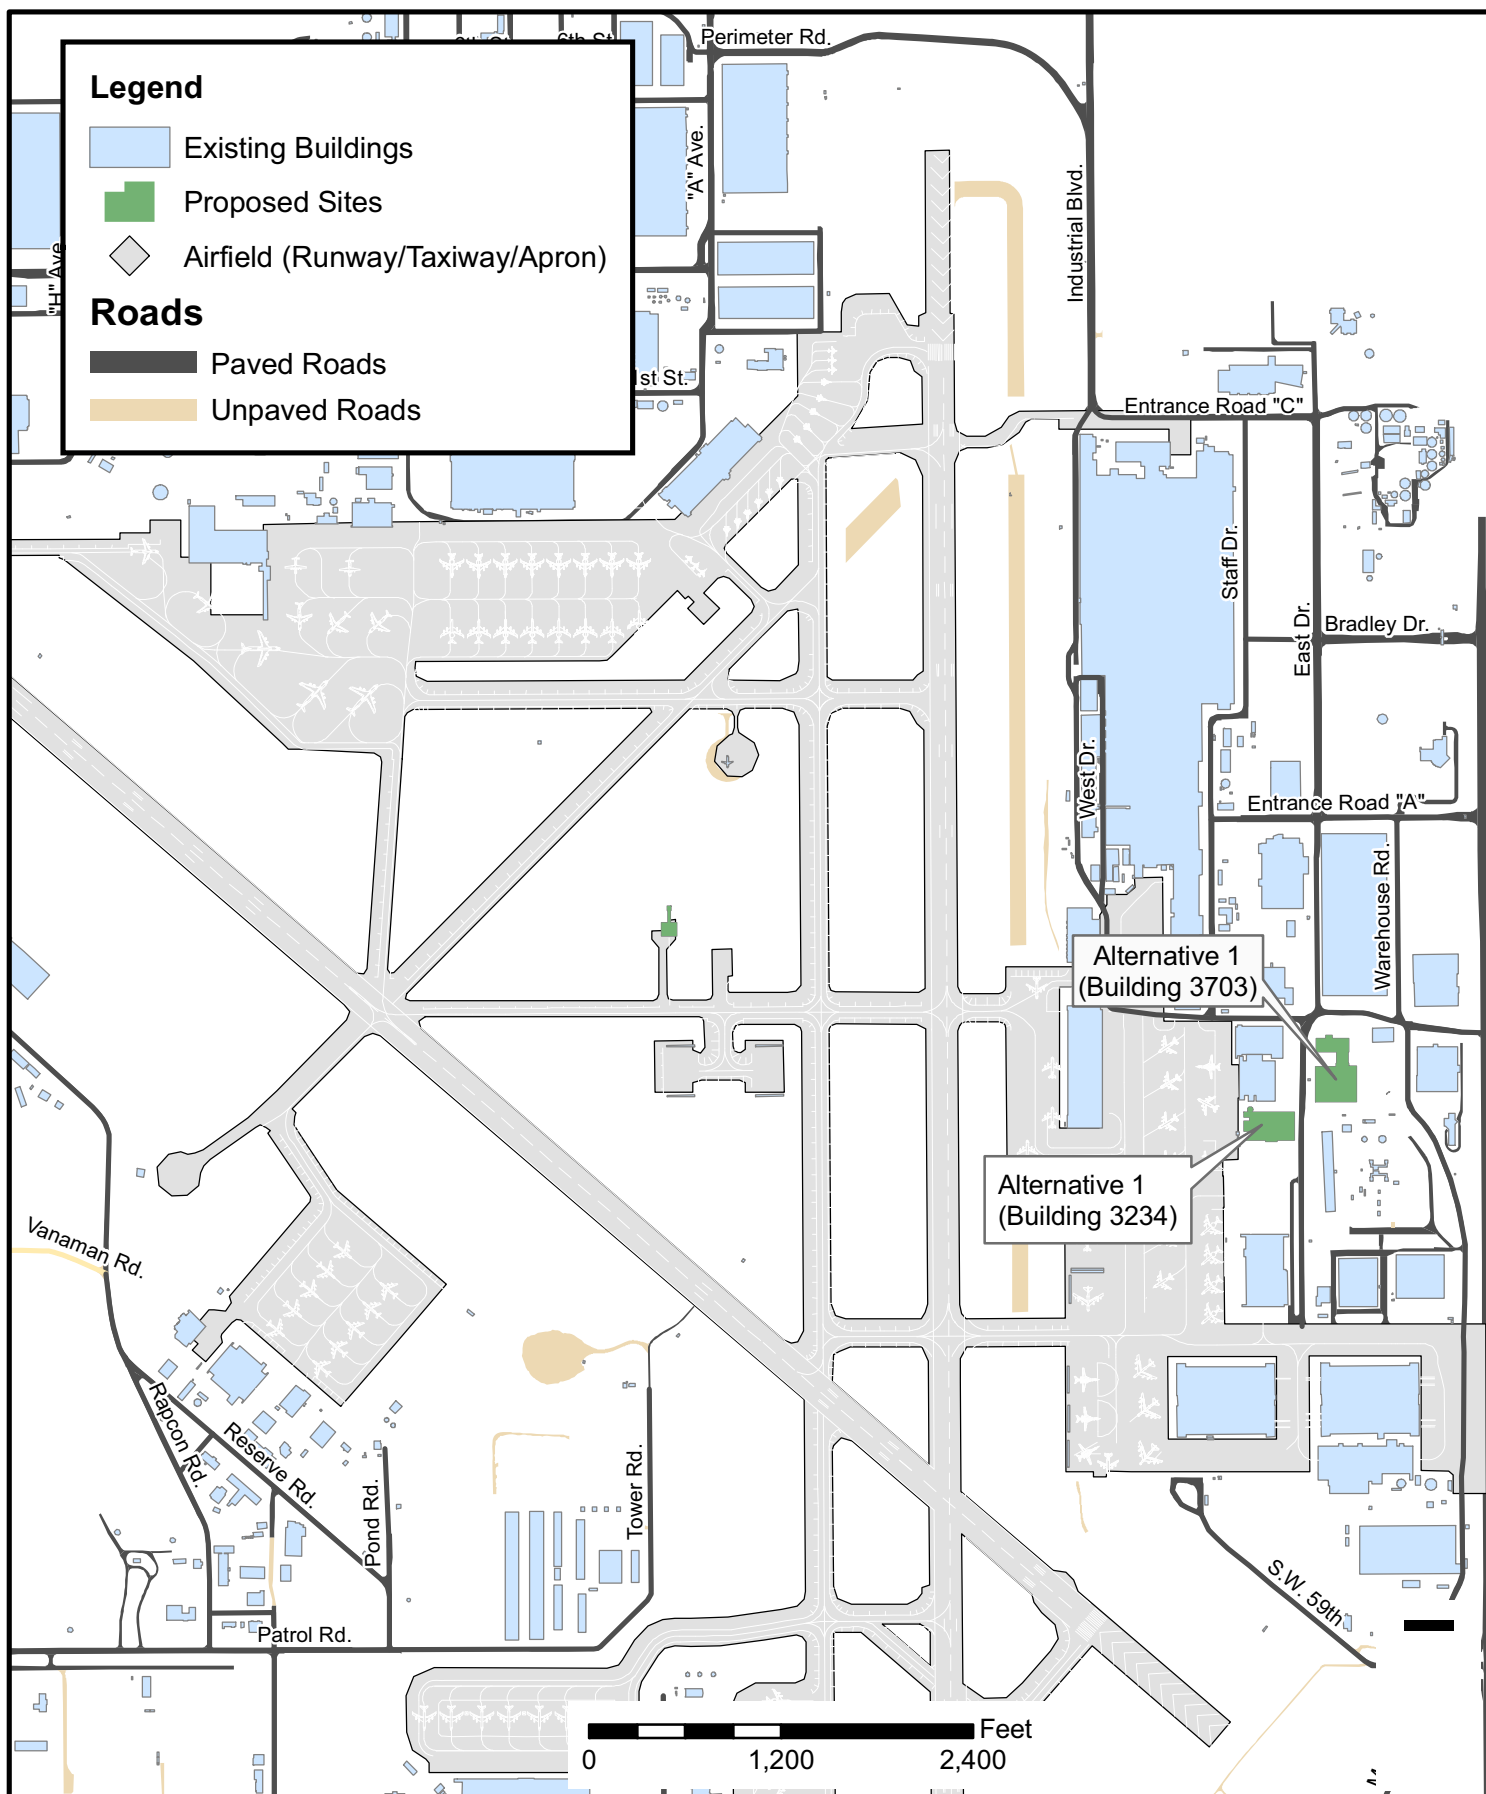 6th St
Perimeter Rd.
Legend
Existing Buildings
Proposed Sites
Airfield (Runway/Taxiway/Apron)
Roads
Paved Roads
Unpaved Roads
"A" Ave.
"H" Ave
1st St.
Industrial Blvd.
Entrance Road "C"
Staff Dr.
East Dr.
Bradley Dr.
West Dr.
Entrance Road "A"
Warehouse Rd.
Alternative 1
(Building 3703)
Alternative 1
(Building 3234)
Vanaman Rd.
Rapcon Rd.
Reserve Rd.
Pond Rd.
Tower Rd.
Patrol Rd.
S.W. 59th
Feet
0 1,200 2,400